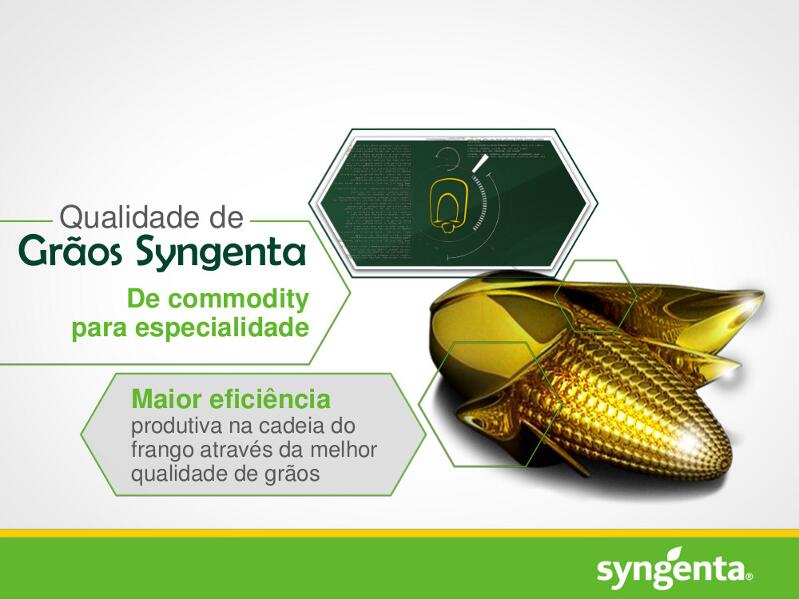 Qualidade de
Grãos Syngenta
De commodity
para especialidade
Maior eficiência
produtiva na cadeia do
frango através da melhor
qualidade de grãos
syngenta®